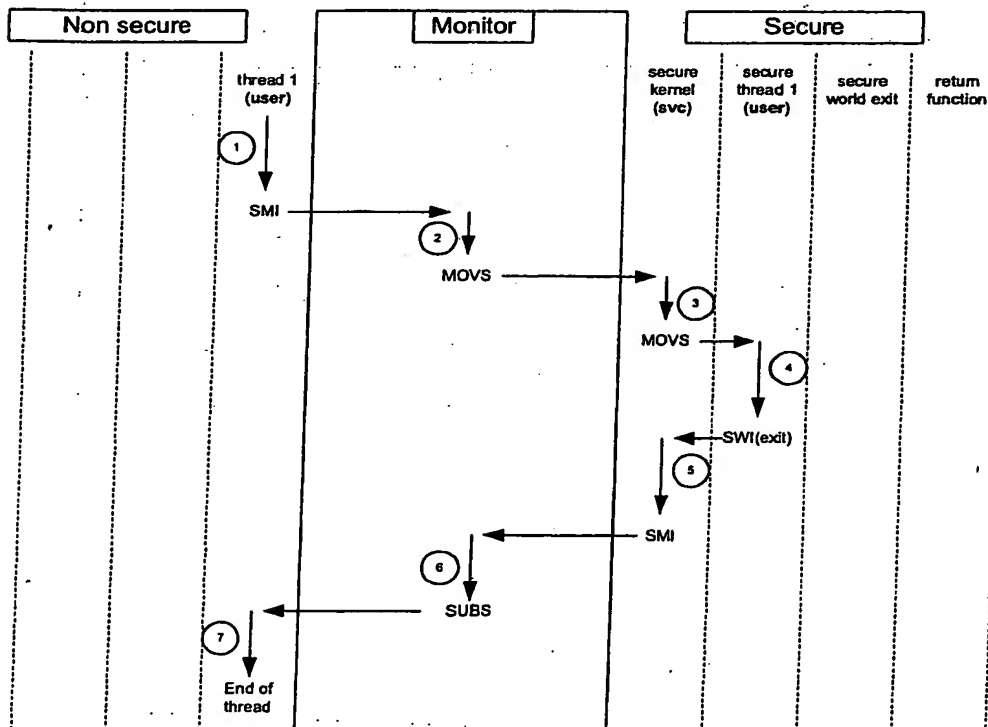 Non secure
Monitor
Secure
thread 1
(user)
secure
kernel
(svc)
secure
thread 1
(user)
secure
world exit
return
function
1
SMI
2
MOVS
3
MOVS
4
SWI(exit)
5
SMI
6
SUBS
7
End of
thread